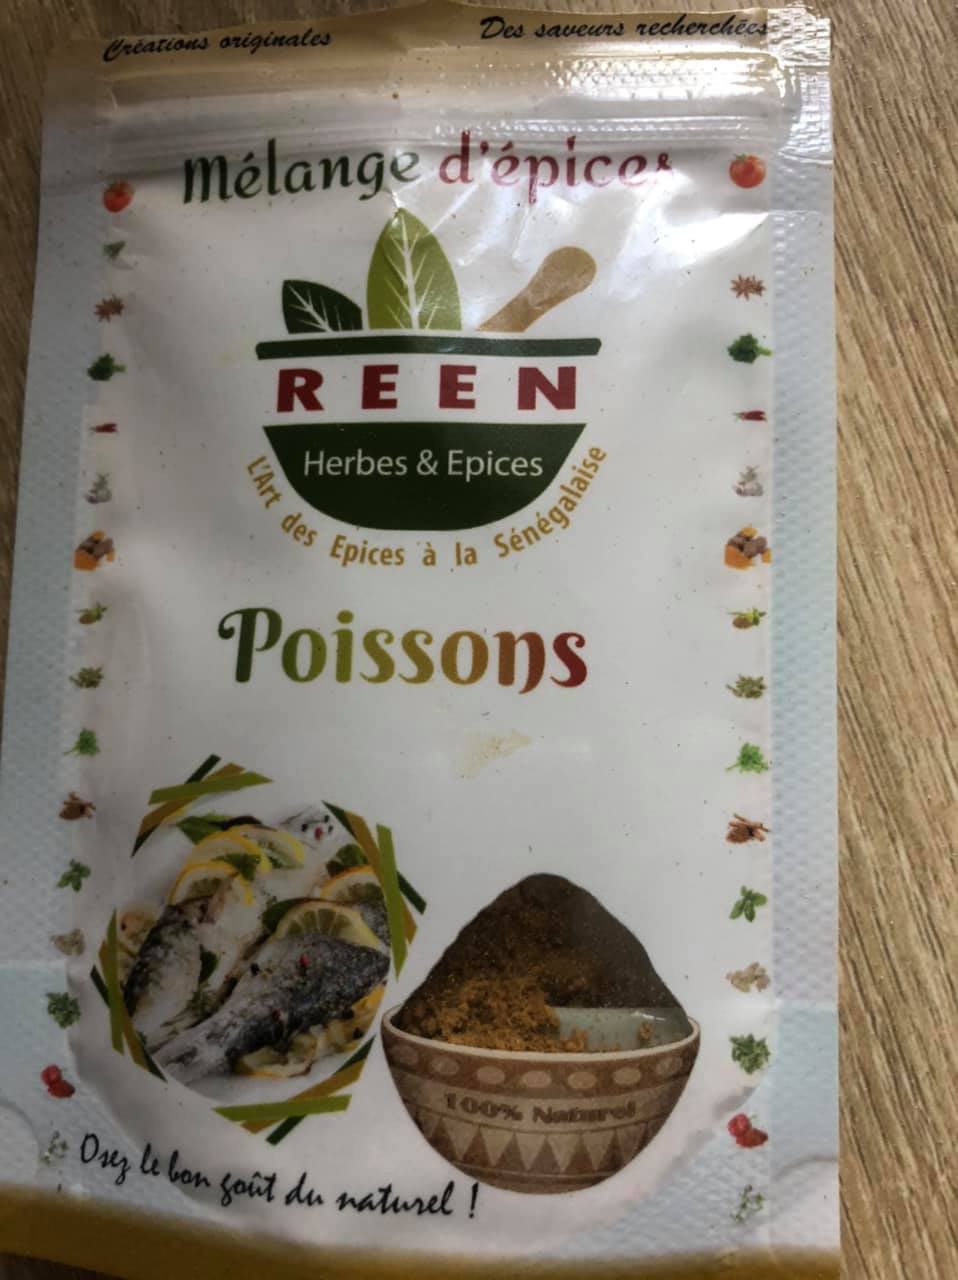 Créations originales
Des saveurs recherchées
Mélange d'épices
REEN
Herbes & Epices
L'Art des Epices à la Sénégalaise
Poissons
100% Naturel
Osez le bon goût du naturel !